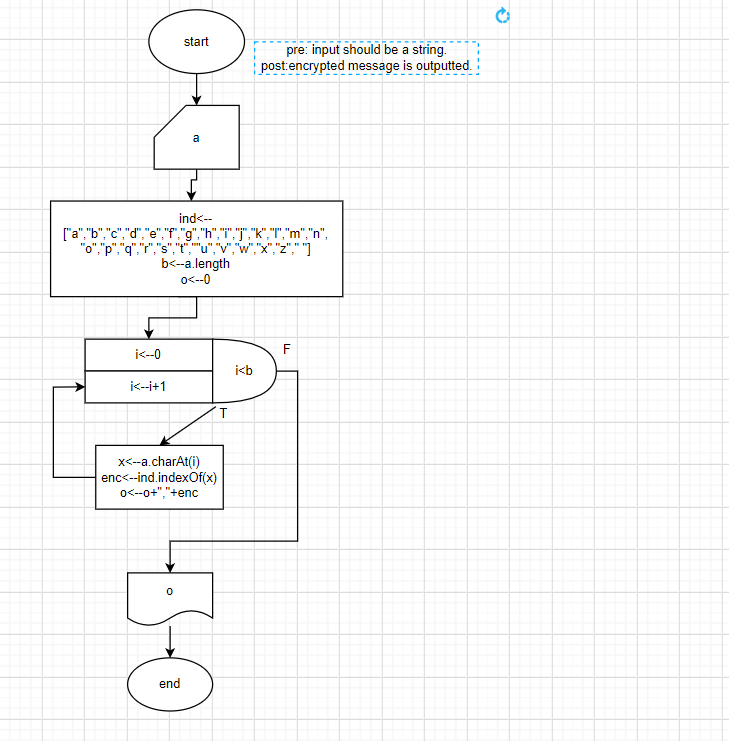 start
pre: input should be a string.
post:encrypted message is outputted.
a
ind<--
["a","b","c","d","e","f","g","h","i","j","k","l","m","n",
"o","p","q","r","s","t","u","v","w","x","z"," "]
b<--a.length
o<--0
i<--0
i<b
F
i<--i+1
T
x<--a.charAt(i)
enc<--ind.indexOf(x)
o<--o+","+enc
o
end